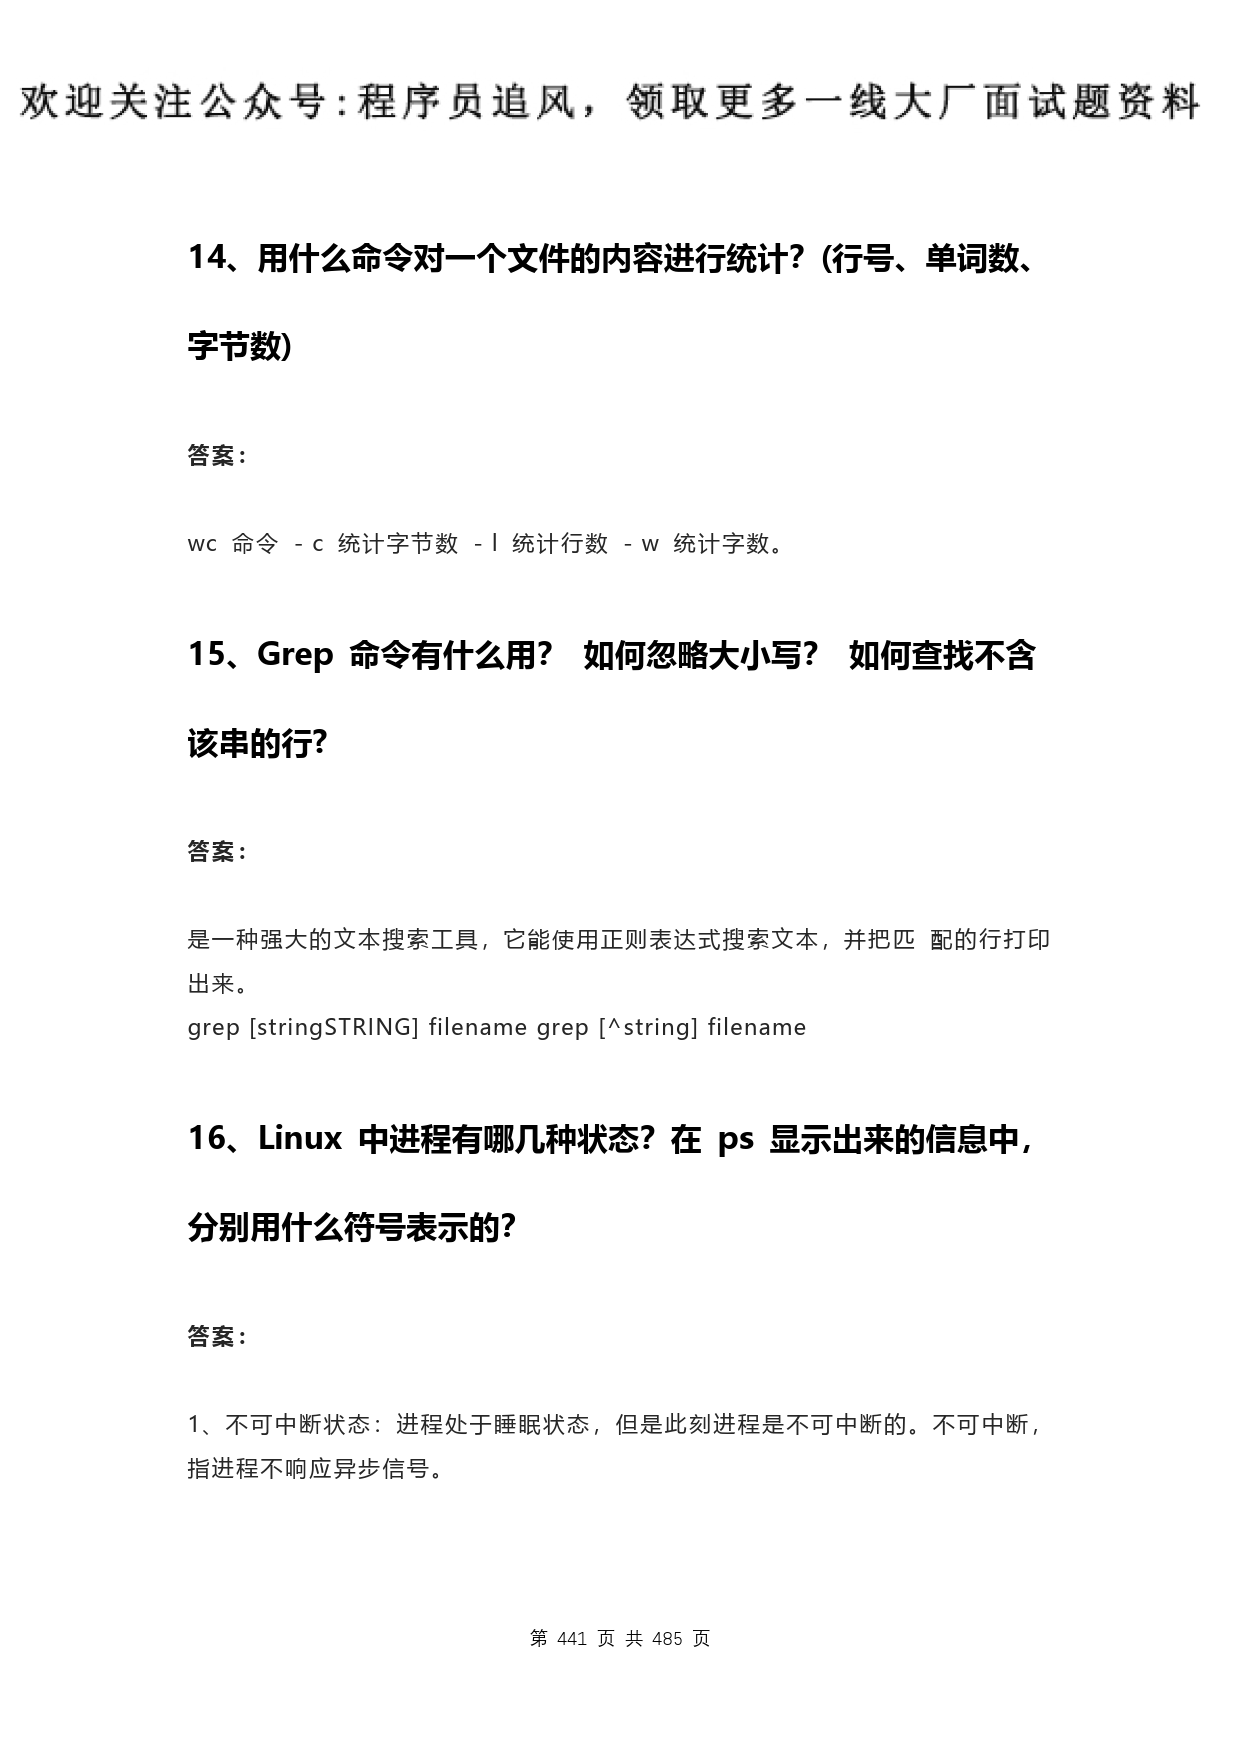 欢迎关注公众号:程序员追风，领取更多一线大厂面试题资料
14、用什么命令对一个文件的内容进行统计？(行号、单词数、
字节数)
答案：
wc 命令 - c 统计字节数 - l 统计行数 - w 统计字数。
15、Grep 命令有什么用？ 如何忽略大小写？ 如何查找不含
该串的行?
答案：
是一种强大的文本搜索工具，它能使用正则表达式搜索文本，并把匹 配的行打印
出来。
grep [stringSTRING] filename grep [^string] filename
16、Linux 中进程有哪几种状态？在 ps 显示出来的信息中，
分别用什么符号表示的？
答案：
1、不可中断状态：进程处于睡眠状态，但是此刻进程是不可中断的。不可中断，
指进程不响应异步信号。
第 441 页 共 485 页